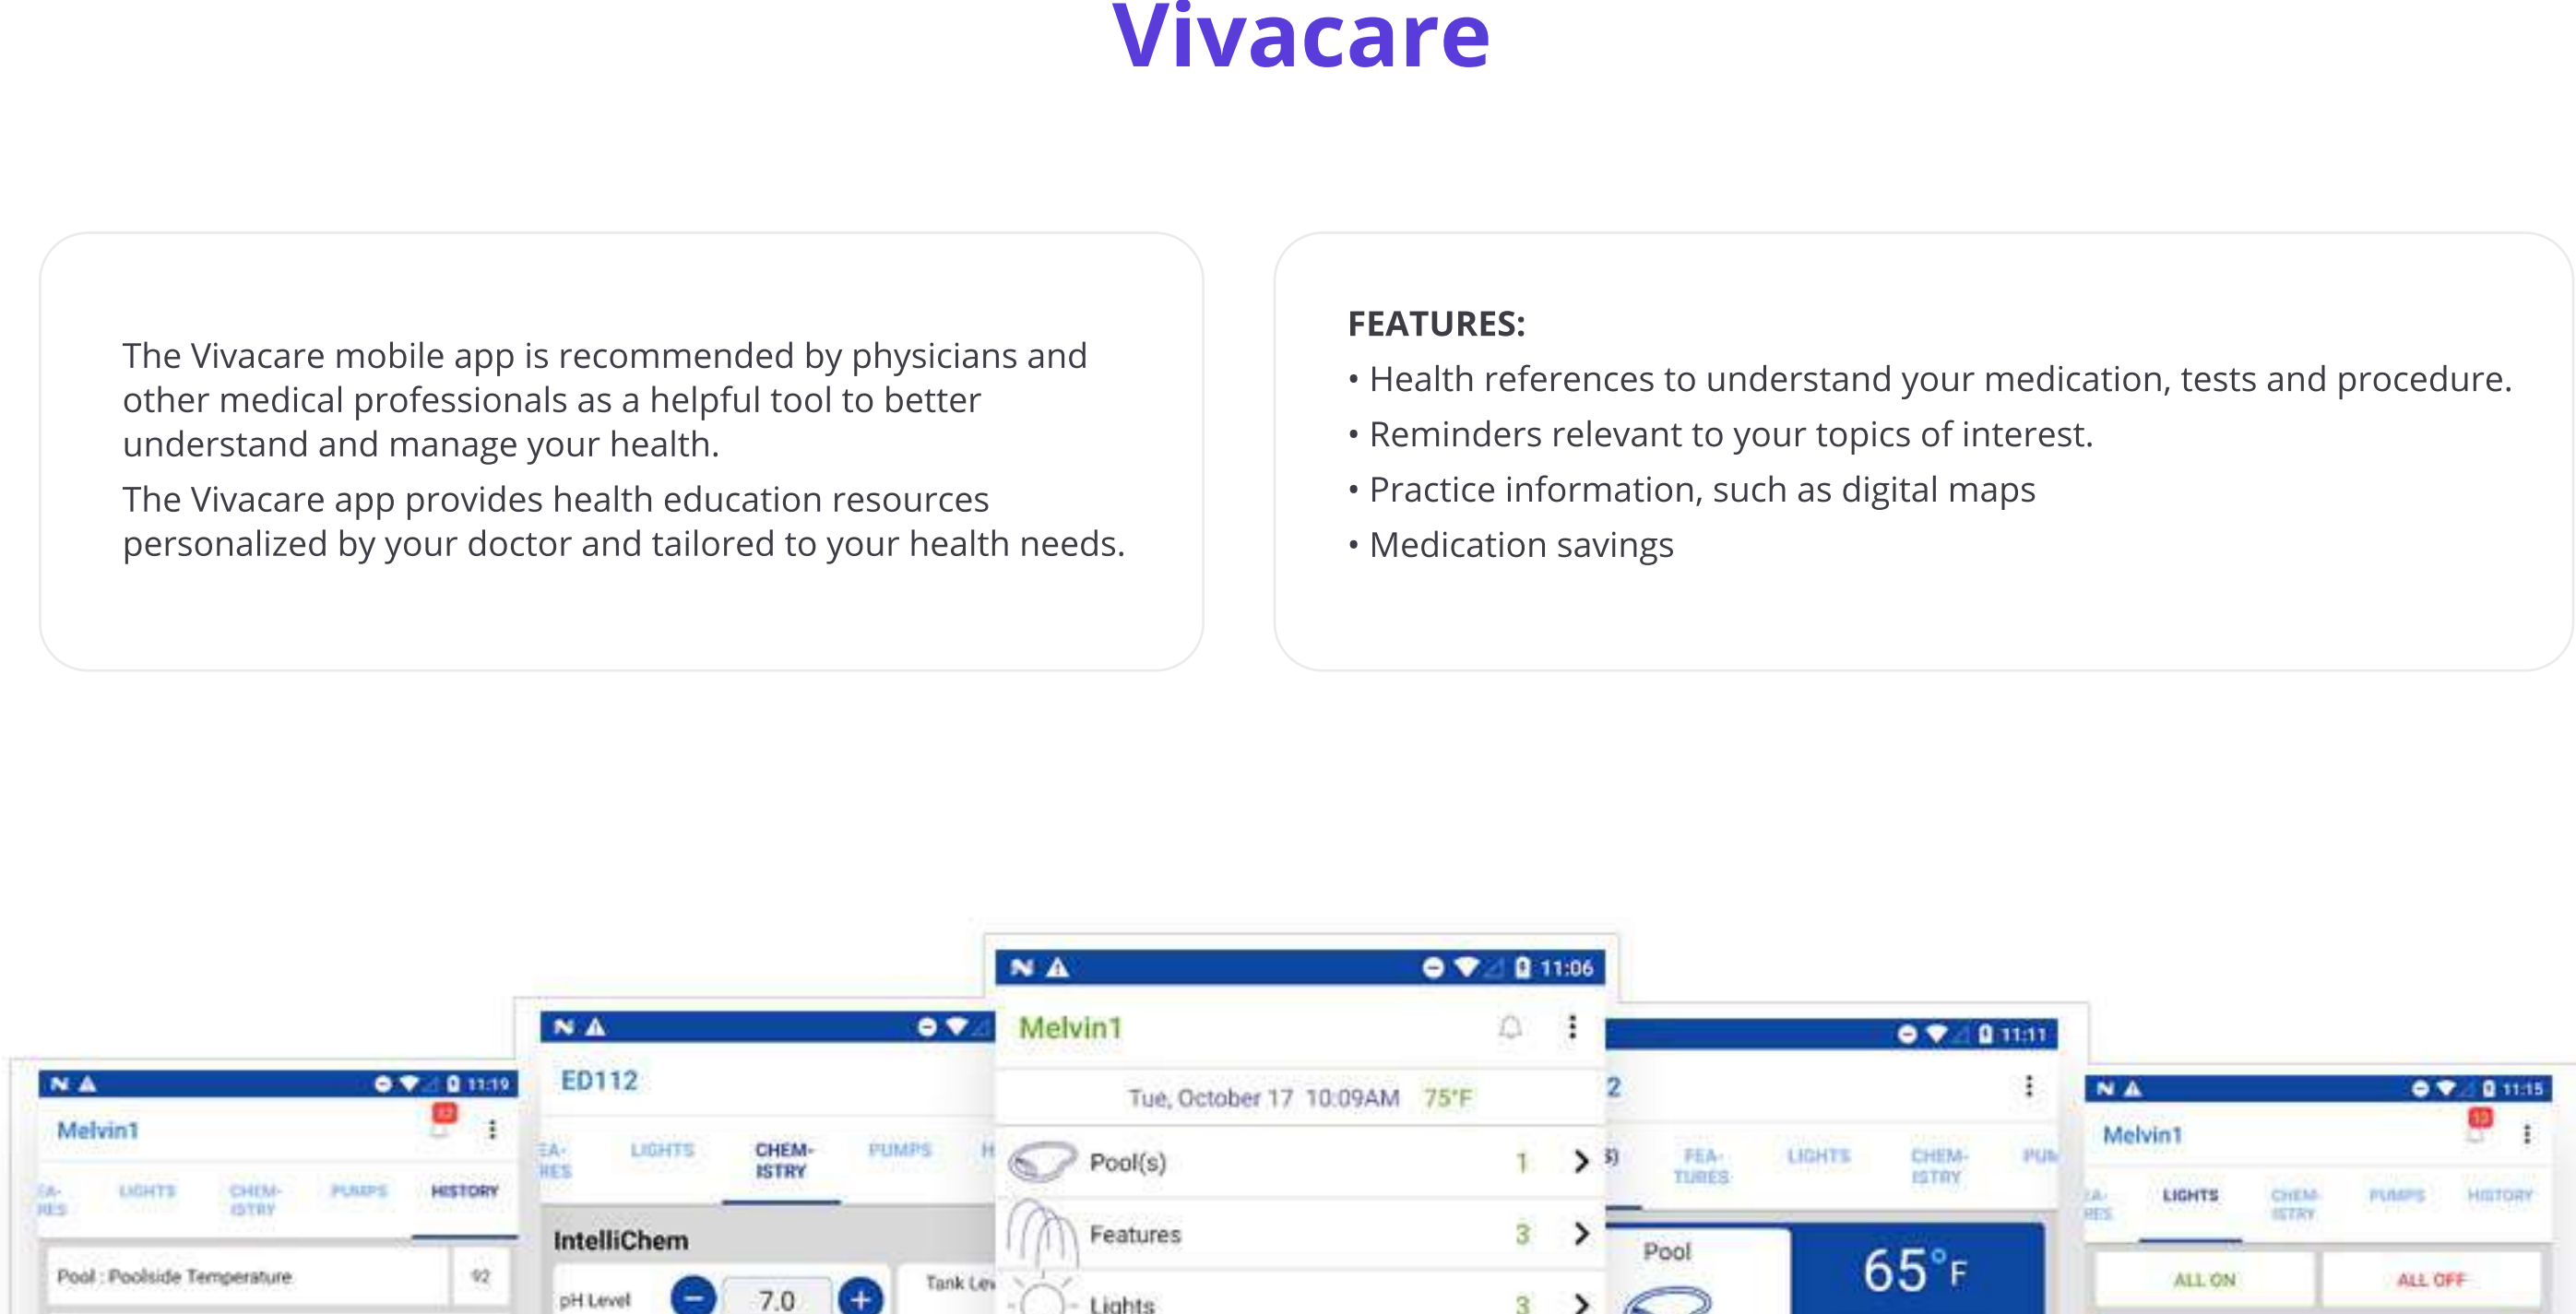 Vivacare
The Vivacare mobile app is recommended by physicians and
other medical professionals as a helpful tool to better
understand and manage your health.
The Vivacare app provides health education resources
personalized by your doctor and tailored to your health needs.
FEATURES:
• Health references to understand your medication, tests and procedure.
• Reminders relevant to your topics of interest.
• Practice information, such as digital maps
• Medication savings
11:19
Melvin1
LIGHTS CHEM- PUMPS HISTORY
ISTRY
Pool : Poolside Temperature 92
ED112
EA- LIGHTS CHEM- PUMPS H
RES ISTRY
IntelliChem
pH Level 7.0 Tank Lev
11:06
Melvin1
Tue, October 17 10:09AM 75°F
Pool(s) 1
Features 3
Lights 3
11:11
2
s) FEA- LIGHTS CHEM- PUM
TURES ISTRY
Pool 65°F
11:15
Melvin1
LIGHTS CHEM- PUMPS HISTORY
ISTRY
ALL ON ALL OFF